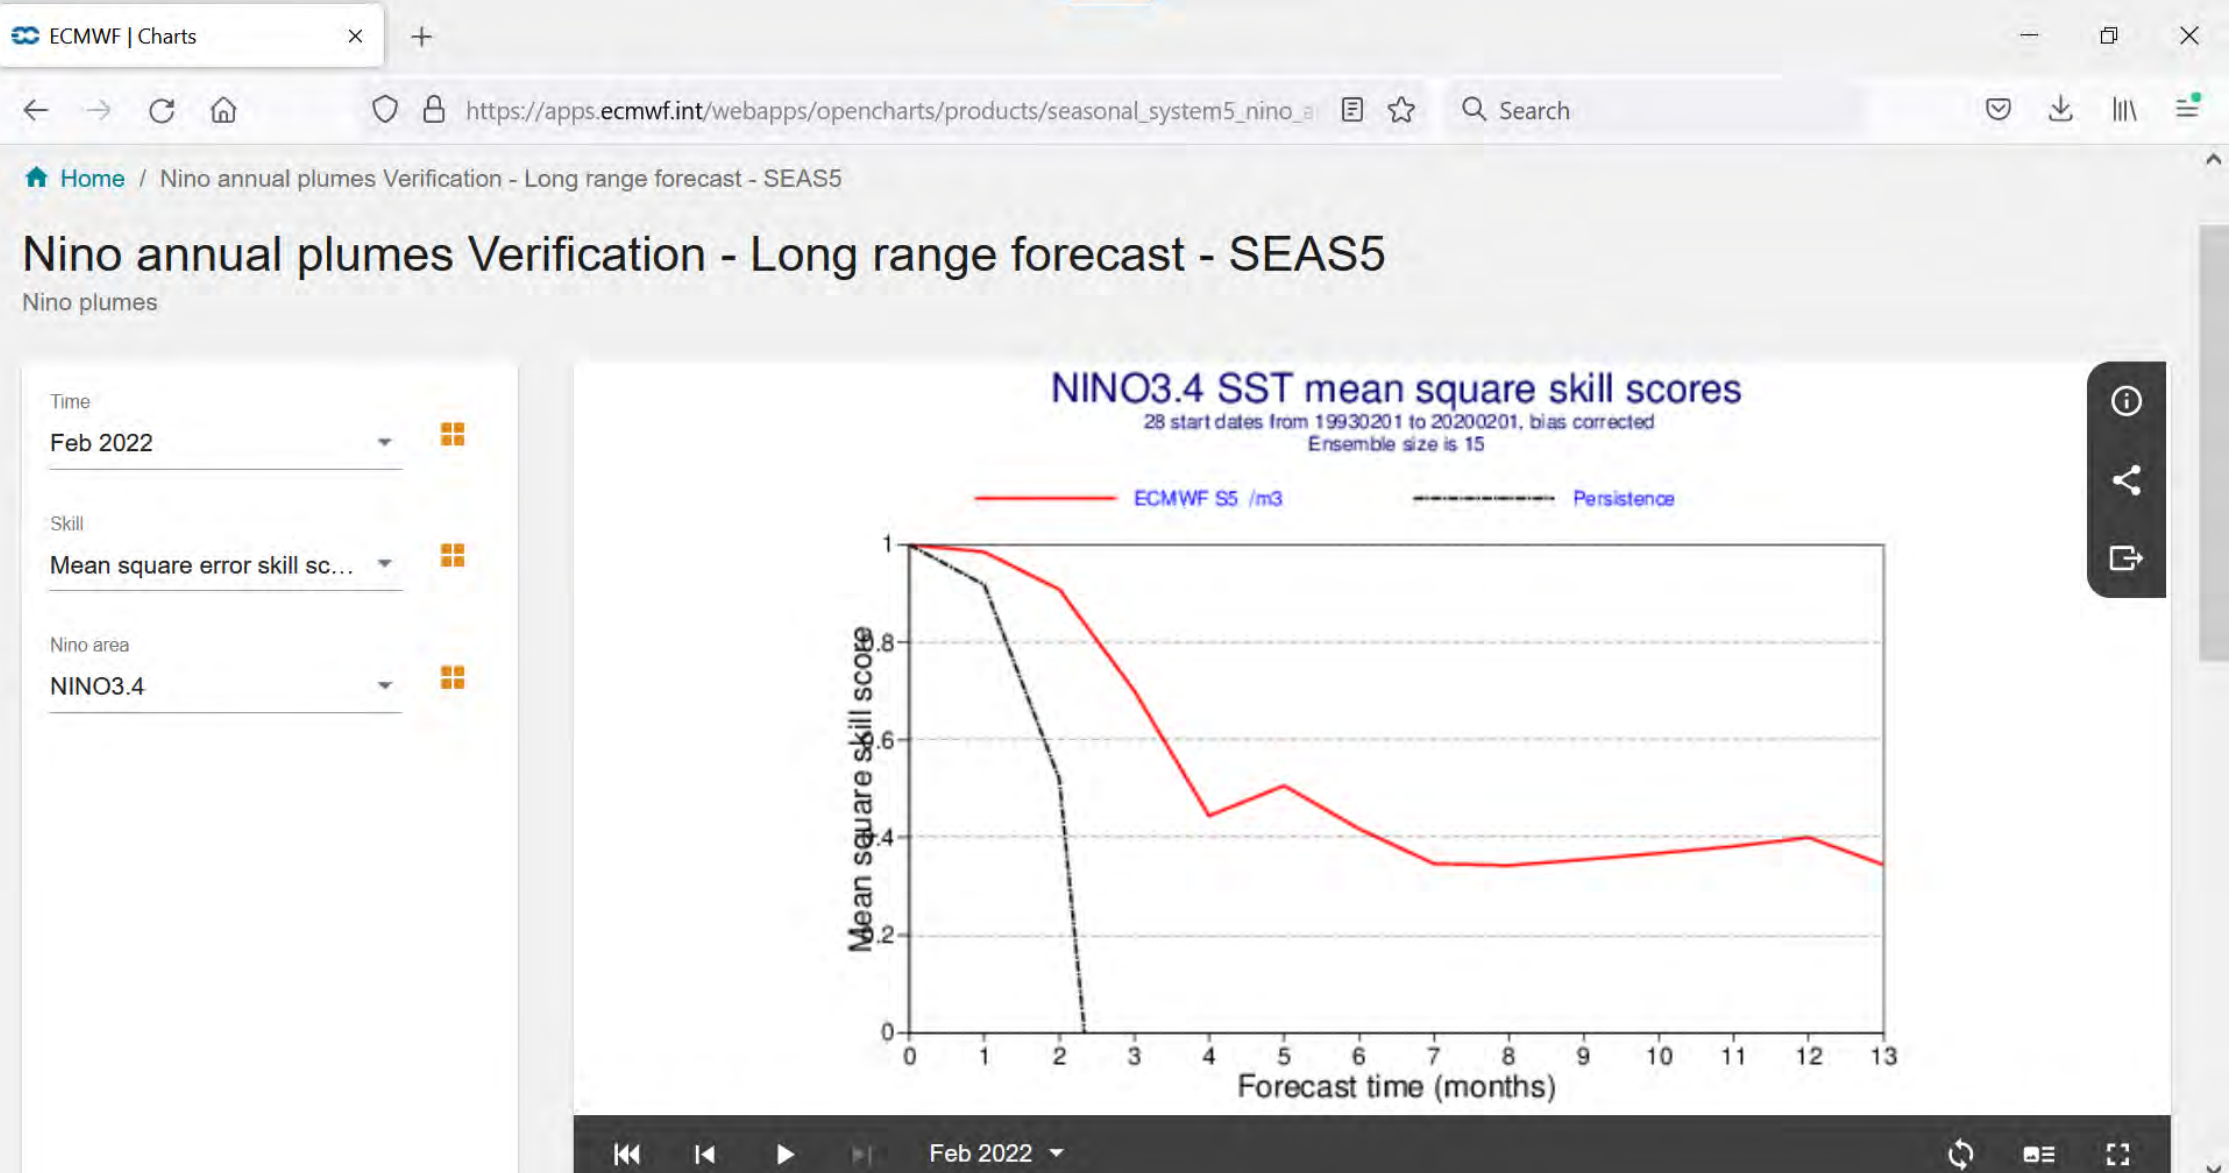 ECMWF | Charts
https://apps.ecmwf.int/webapps/opencharts/products/seasonal_system5_nino_a
Search
Home / Nino annual plumes Verification - Long range forecast - SEAS5
Nino annual plumes Verification - Long range forecast - SEAS5
Nino plumes
Time
Feb 2022
Skill
Mean square error skill sc...
Nino area
NINO3.4
NINO3.4 SST mean square skill scores
28 start dates from 19930201 to 20200201, bias corrected
Ensemble size is 15
ECMWF S5 /m3
Persistence
Mean square skill score
1
0.8
0.6
0.4
0.2
0
0 1 2 3 4 5 6 7 8 9 10 11 12 13
Forecast time (months)
Feb 2022